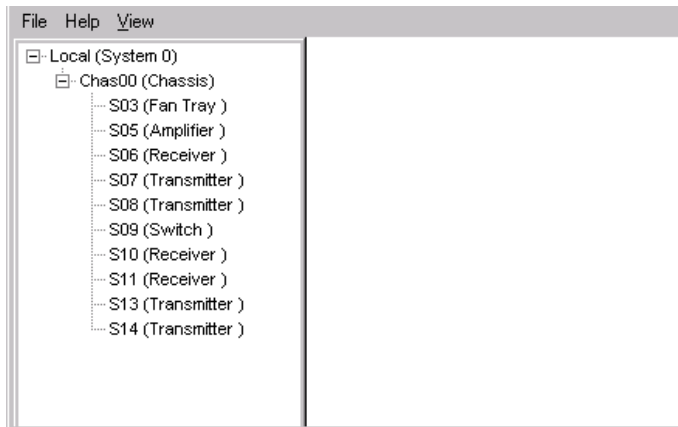 File Help View
Local (System 0)
Chas00 (Chassis)
S03 (Fan Tray )
S05 (Amplifier )
S06 (Receiver )
S07 (Transmitter )
S08 (Transmitter )
S09 (Switch )
S10 (Receiver )
S11 (Receiver )
S13 (Transmitter )
S14 (Transmitter )